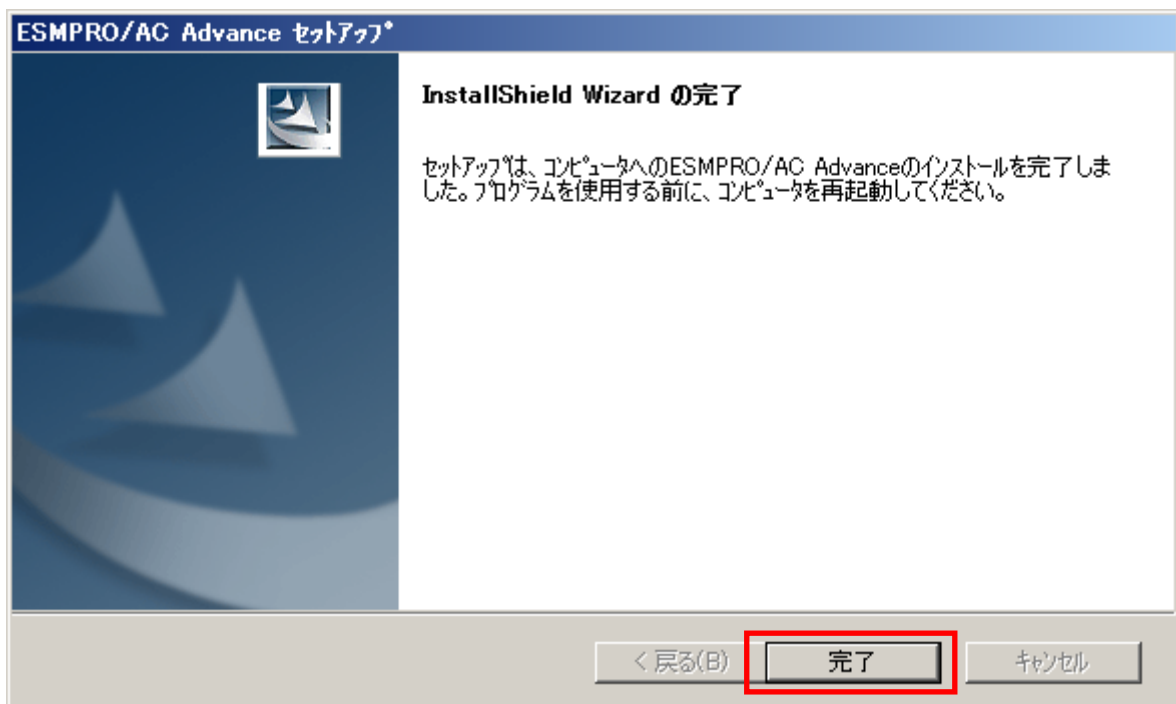 ESMPRO/AC Advance ｾｯﾄｱｯﾌﾟ
InstallShield Wizard の完了
ｾｯﾄｱｯﾌﾟは、ｺﾝﾋﾟｭｰﾀへのESMPRO/AC Advanceのｲﾝｽﾄｰﾙを完了しま
した。ﾌﾟﾛｸﾞﾗﾑを使用する前に、ｺﾝﾋﾟｭｰﾀを再起動してください。
< 戻る(B)
完了
ｷｬﾝｾﾙ